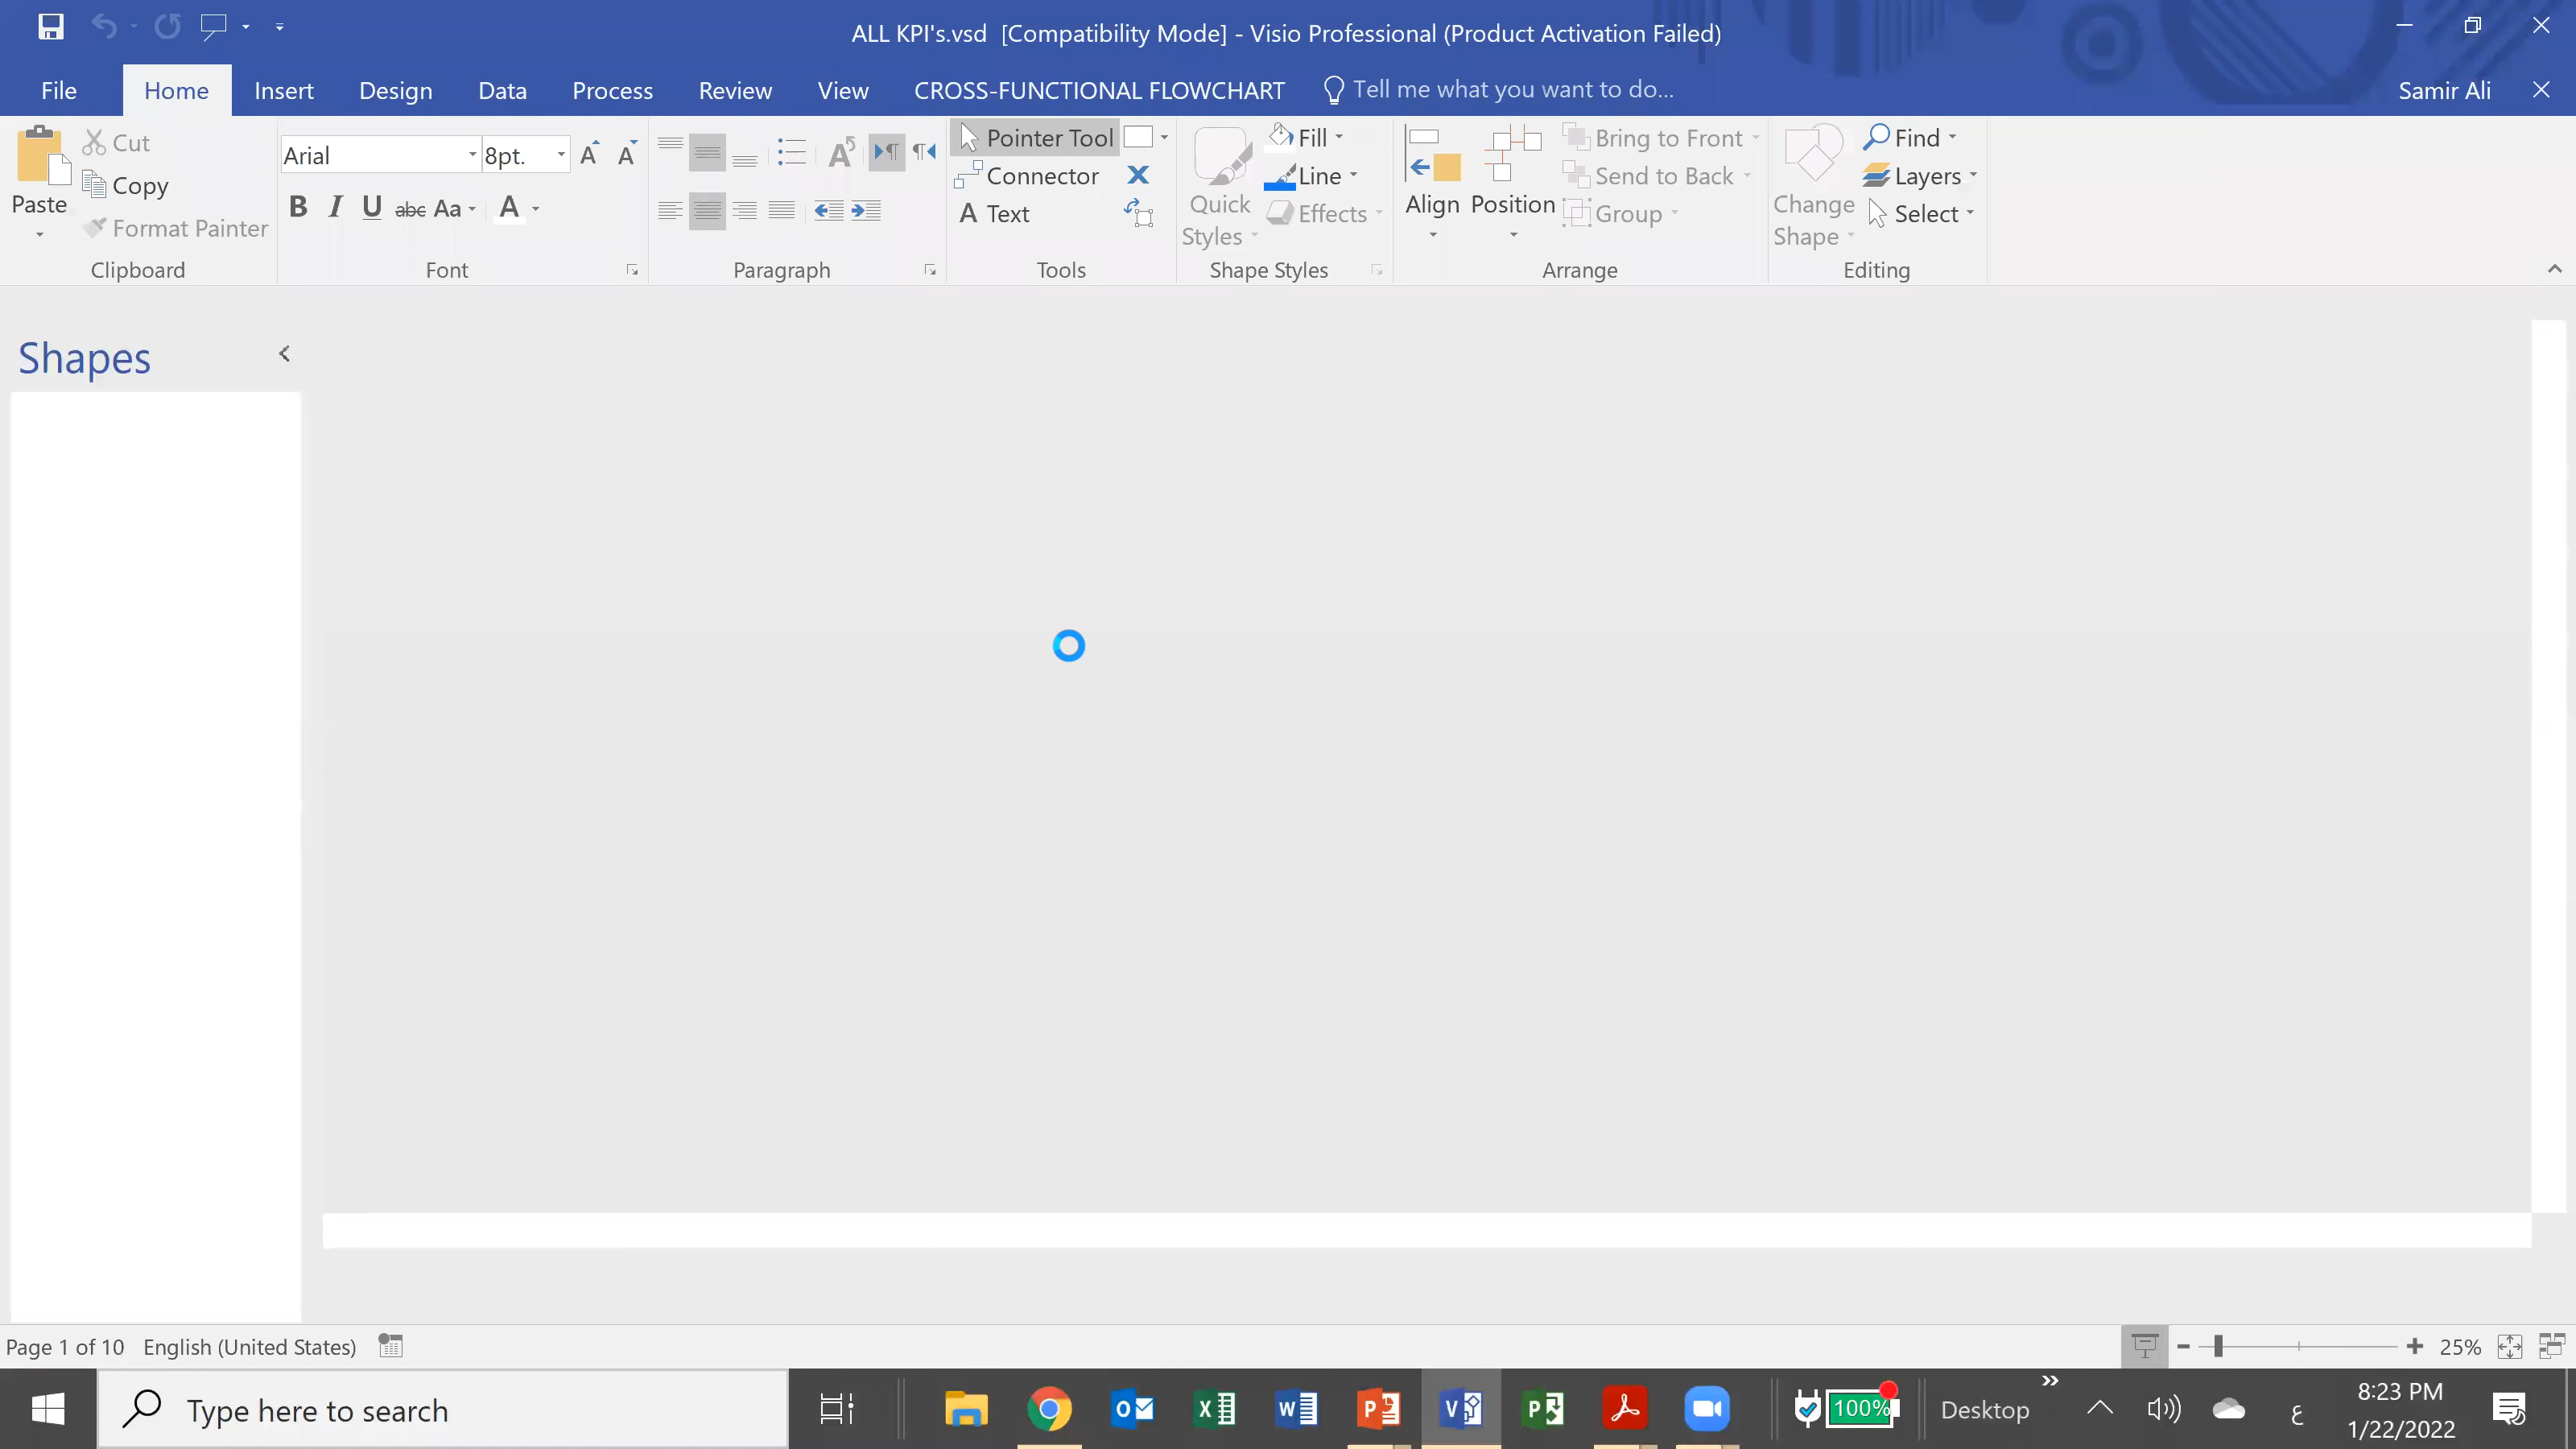 ALL KPI's.vsd [Compatibility Mode] - Visio Professional (Product Activation Failed)
File Home Insert Design Data Process Review View CROSS-FUNCTIONAL FLOWCHART Tell me what you want to do... Samir Ali
Paste
Cut
Copy
Format Painter
Clipboard
Arial 8pt. A A
B I U abc Aa A
Font
Paragraph
Pointer Tool
Connector
A Text
Tools
Quick Styles
Fill
Line
Effects
Shape Styles
Align
Position
Bring to Front
Send to Back
Group
Arrange
Change Shape
Find
Layers
Select
Editing
Shapes
Page 1 of 10 English (United States) 25%
Type here to search
100%
Desktop
ع
8:23 PM
1/22/2022